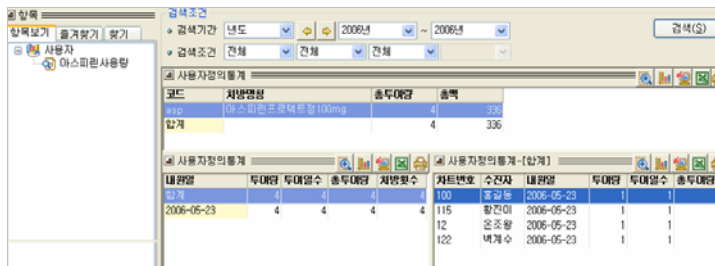 항목
항목보기 즐겨찾기 찾기
사용자
아스피린사용량
검색조건
검색기간 년도 2006년 ~ 2006년 검색(S)
검색조건 전체 전체 전체
사용자정의통계
코드 처방명칭 총투여량 총액
asp 아스피린프로텍트정100mg 4 336
합계 4 336
사용자정의통계
내원일 투여량 투여일수 총투여량 처방횟수
합계 4 4 4 4
2006-05-23 4 4 4 4
사용자정의통계-[합계]
차트번호 수진자 내원일 투여량 투여일수 총투여량
100 홍길동 2006-05-23 1 1
115 황진이 2006-05-23 1 1
12 온조왕 2006-05-23 1 1
122 백계수 2006-05-23 1 1